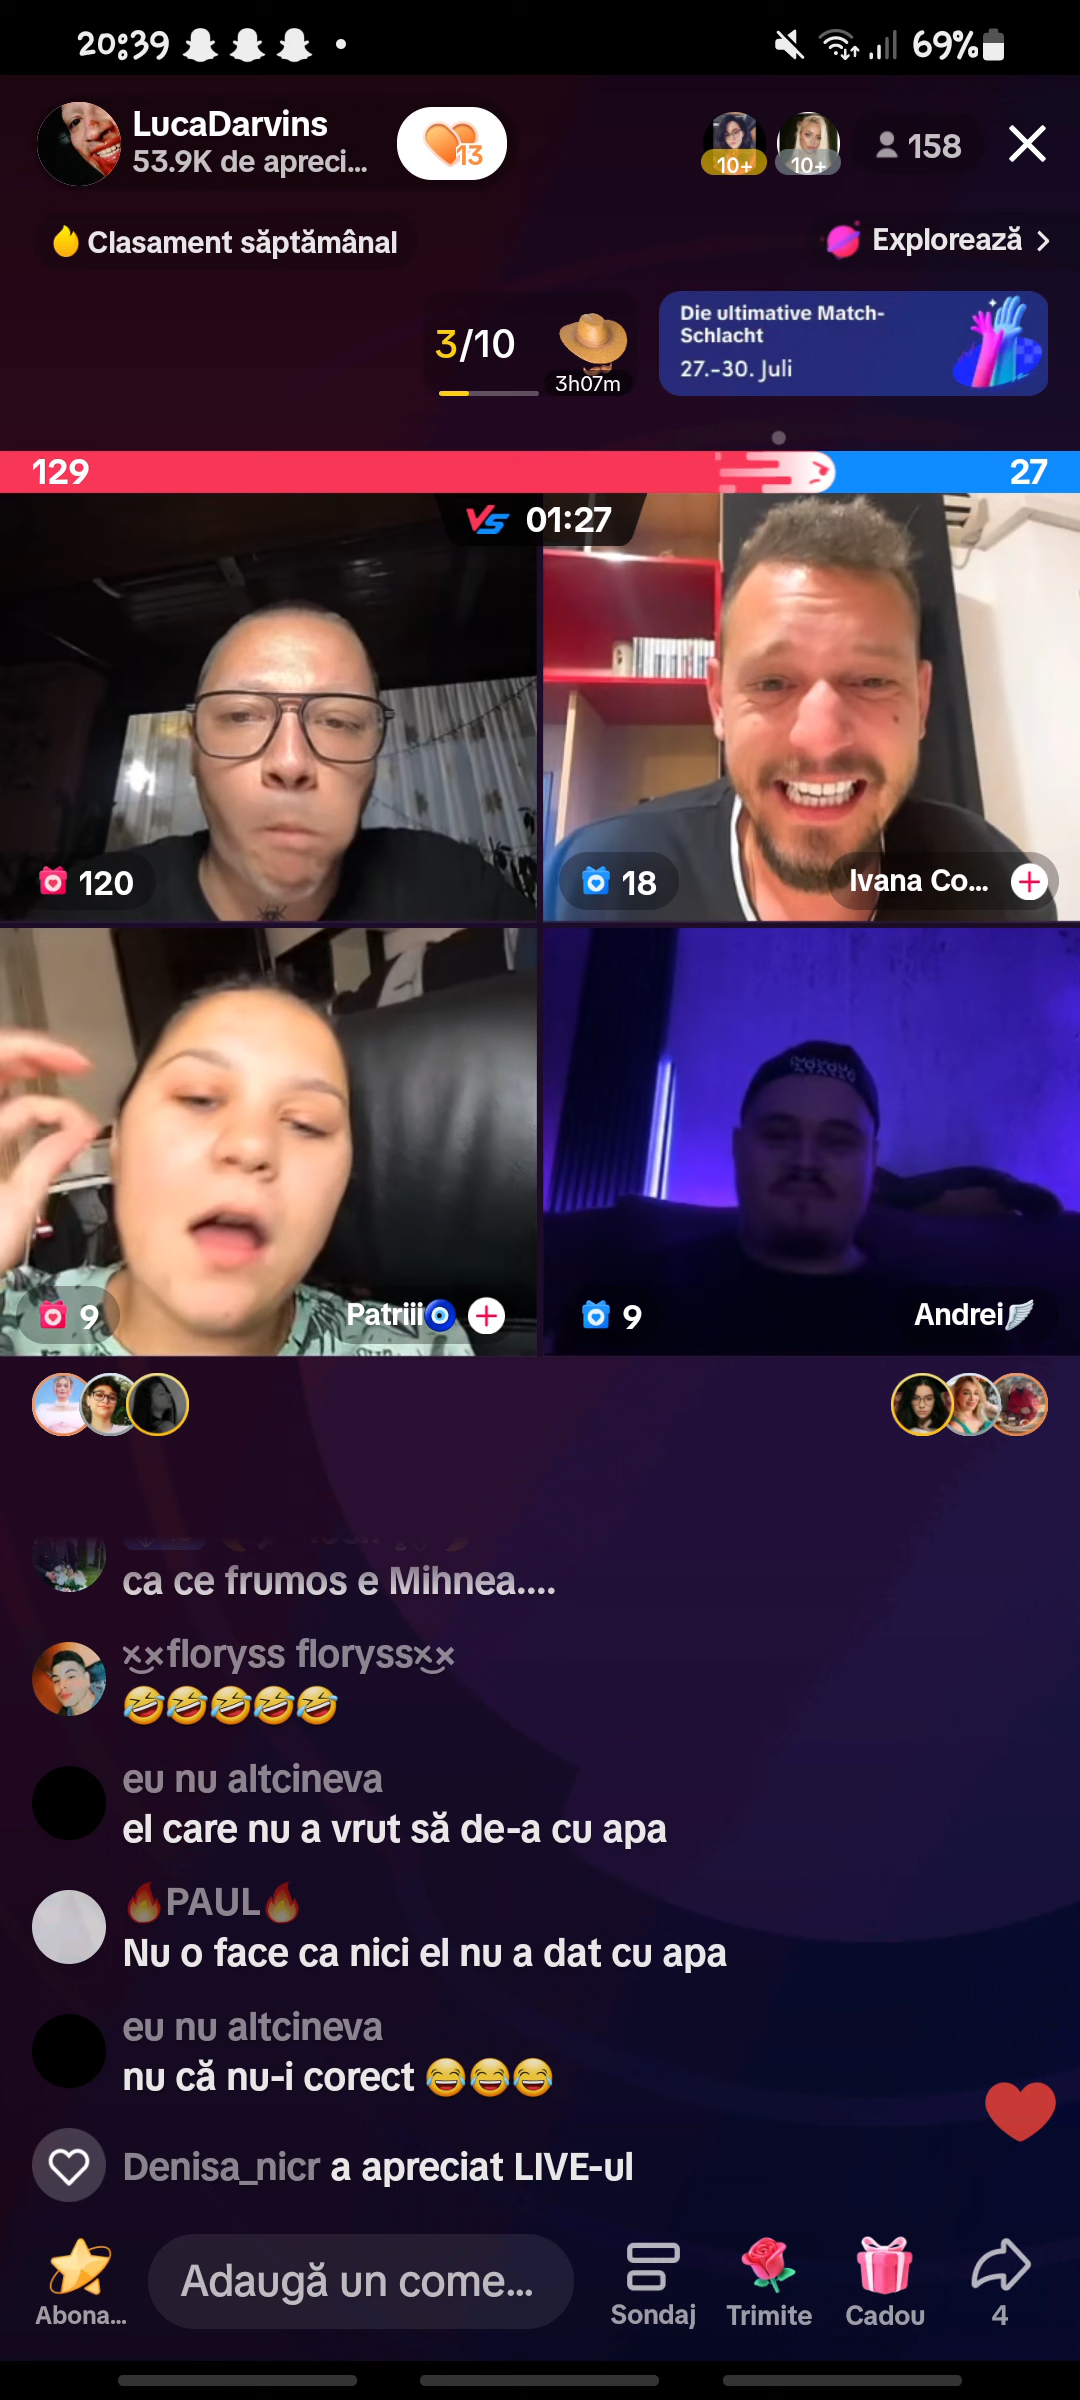 20:39
69%
LucaDarvins
53.9K de apreci...
13
10+
10+
158
Clasament săptămânal
Explorează
3/10
3h07m
Die ultimative Match-
Schlacht
27.-30. Juli
129
27
VS 01:27
120
18
Ivana Co...
9
Patriii🧿
9
Andrei🪽
ca ce frumos e Mihnea....
floryss floryss
🤣🤣🤣🤣🤣
eu nu altcineva
el care nu a vrut să de-a cu apa
🔥PAUL🔥
Nu o face ca nici el nu a dat cu apa
eu nu altcineva
nu că nu-i corect 😂😂😂
Denisa_nicr a apreciat LIVE-ul
Abona...
Adaugă un come...
Sondaj
Trimite
Cadou
4